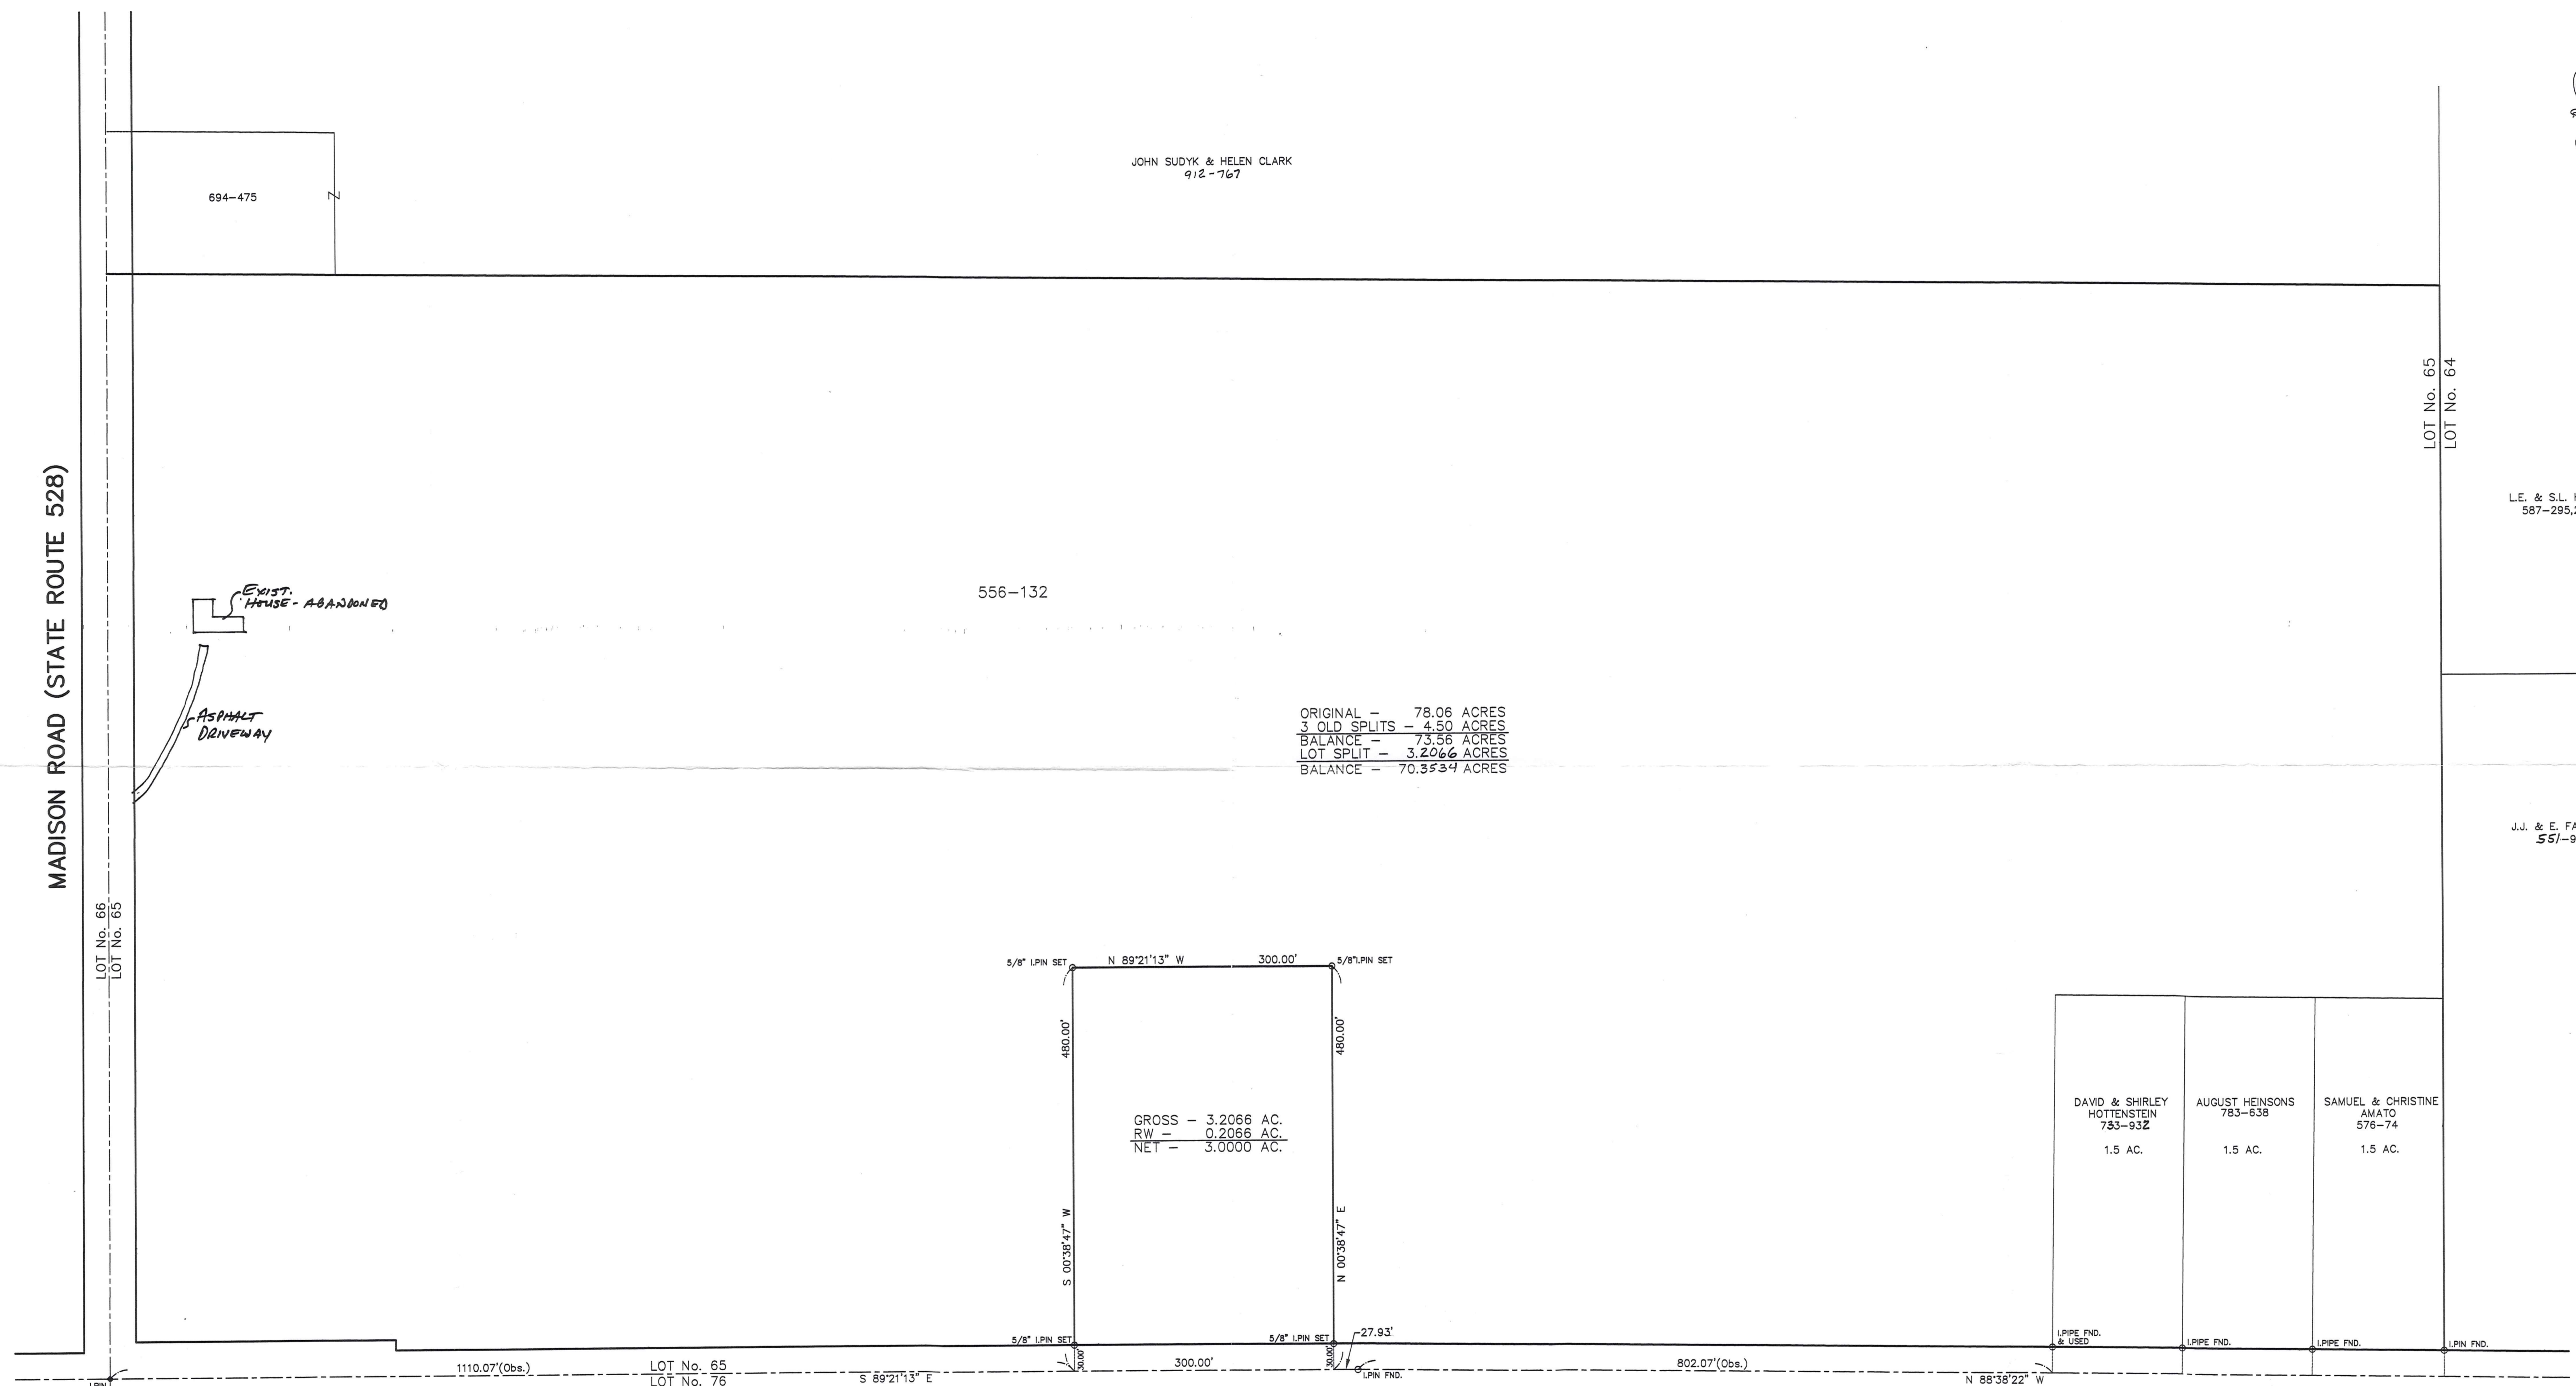 JOHN SUDYK & HELEN CLARK
912-767
694-475
LOT No. 65
LOT No. 64
L.E. & S.L.
587-295,
MADISON ROAD (STATE ROUTE 528)
EXIST.
HOUSE - ABANDONED
556-132
ASPHALT
DRIVEWAY
ORIGINAL - 78.06 ACRES
3 OLD SPLITS - 4.50 ACRES
BALANCE - 73.56 ACRES
LOT SPLIT - 3.2066 ACRES
BALANCE - 70.3534 ACRES
J.J. & E. FA
551-9
LOT No. 66
LOT No. 65
5/8" I.PIN SET
N 89°21'13" W
300.00'
5/8"I.PIN SET
480.00'
480.00'
GROSS - 3.2066 AC.
RW - 0.2066 AC.
NET - 3.0000 AC.
DAVID & SHIRLEY
HOTTENSTEIN
733-932
1.5 AC.
AUGUST HEINSONS
783-638
1.5 AC.
SAMUEL & CHRISTINE
AMATO
576-74
1.5 AC.
S 00°38'47" W
N 00°38'47" E
5/8" I.PIN SET
5/8" I.PIN SET
27.93'
I.PIPE FND.
& USED
I.PIPE FND.
I.PIPE FND.
I.PIN FND.
30.00'
30.00'
1110.07'(Obs.)
LOT No. 65
LOT No. 76
S 89°21'13" E
300.00'
I.PIN FND.
802.07'(Obs.)
N 88°38'22" W
I.PIN